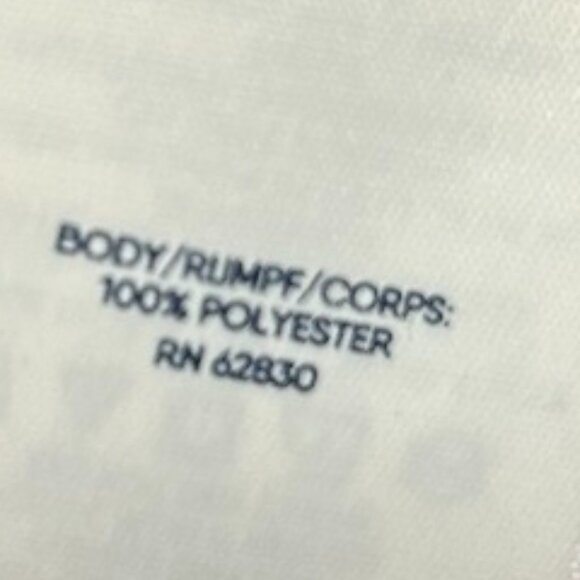 BODY/RUMPF/CORPS:
100% POLYESTER
RN 62830